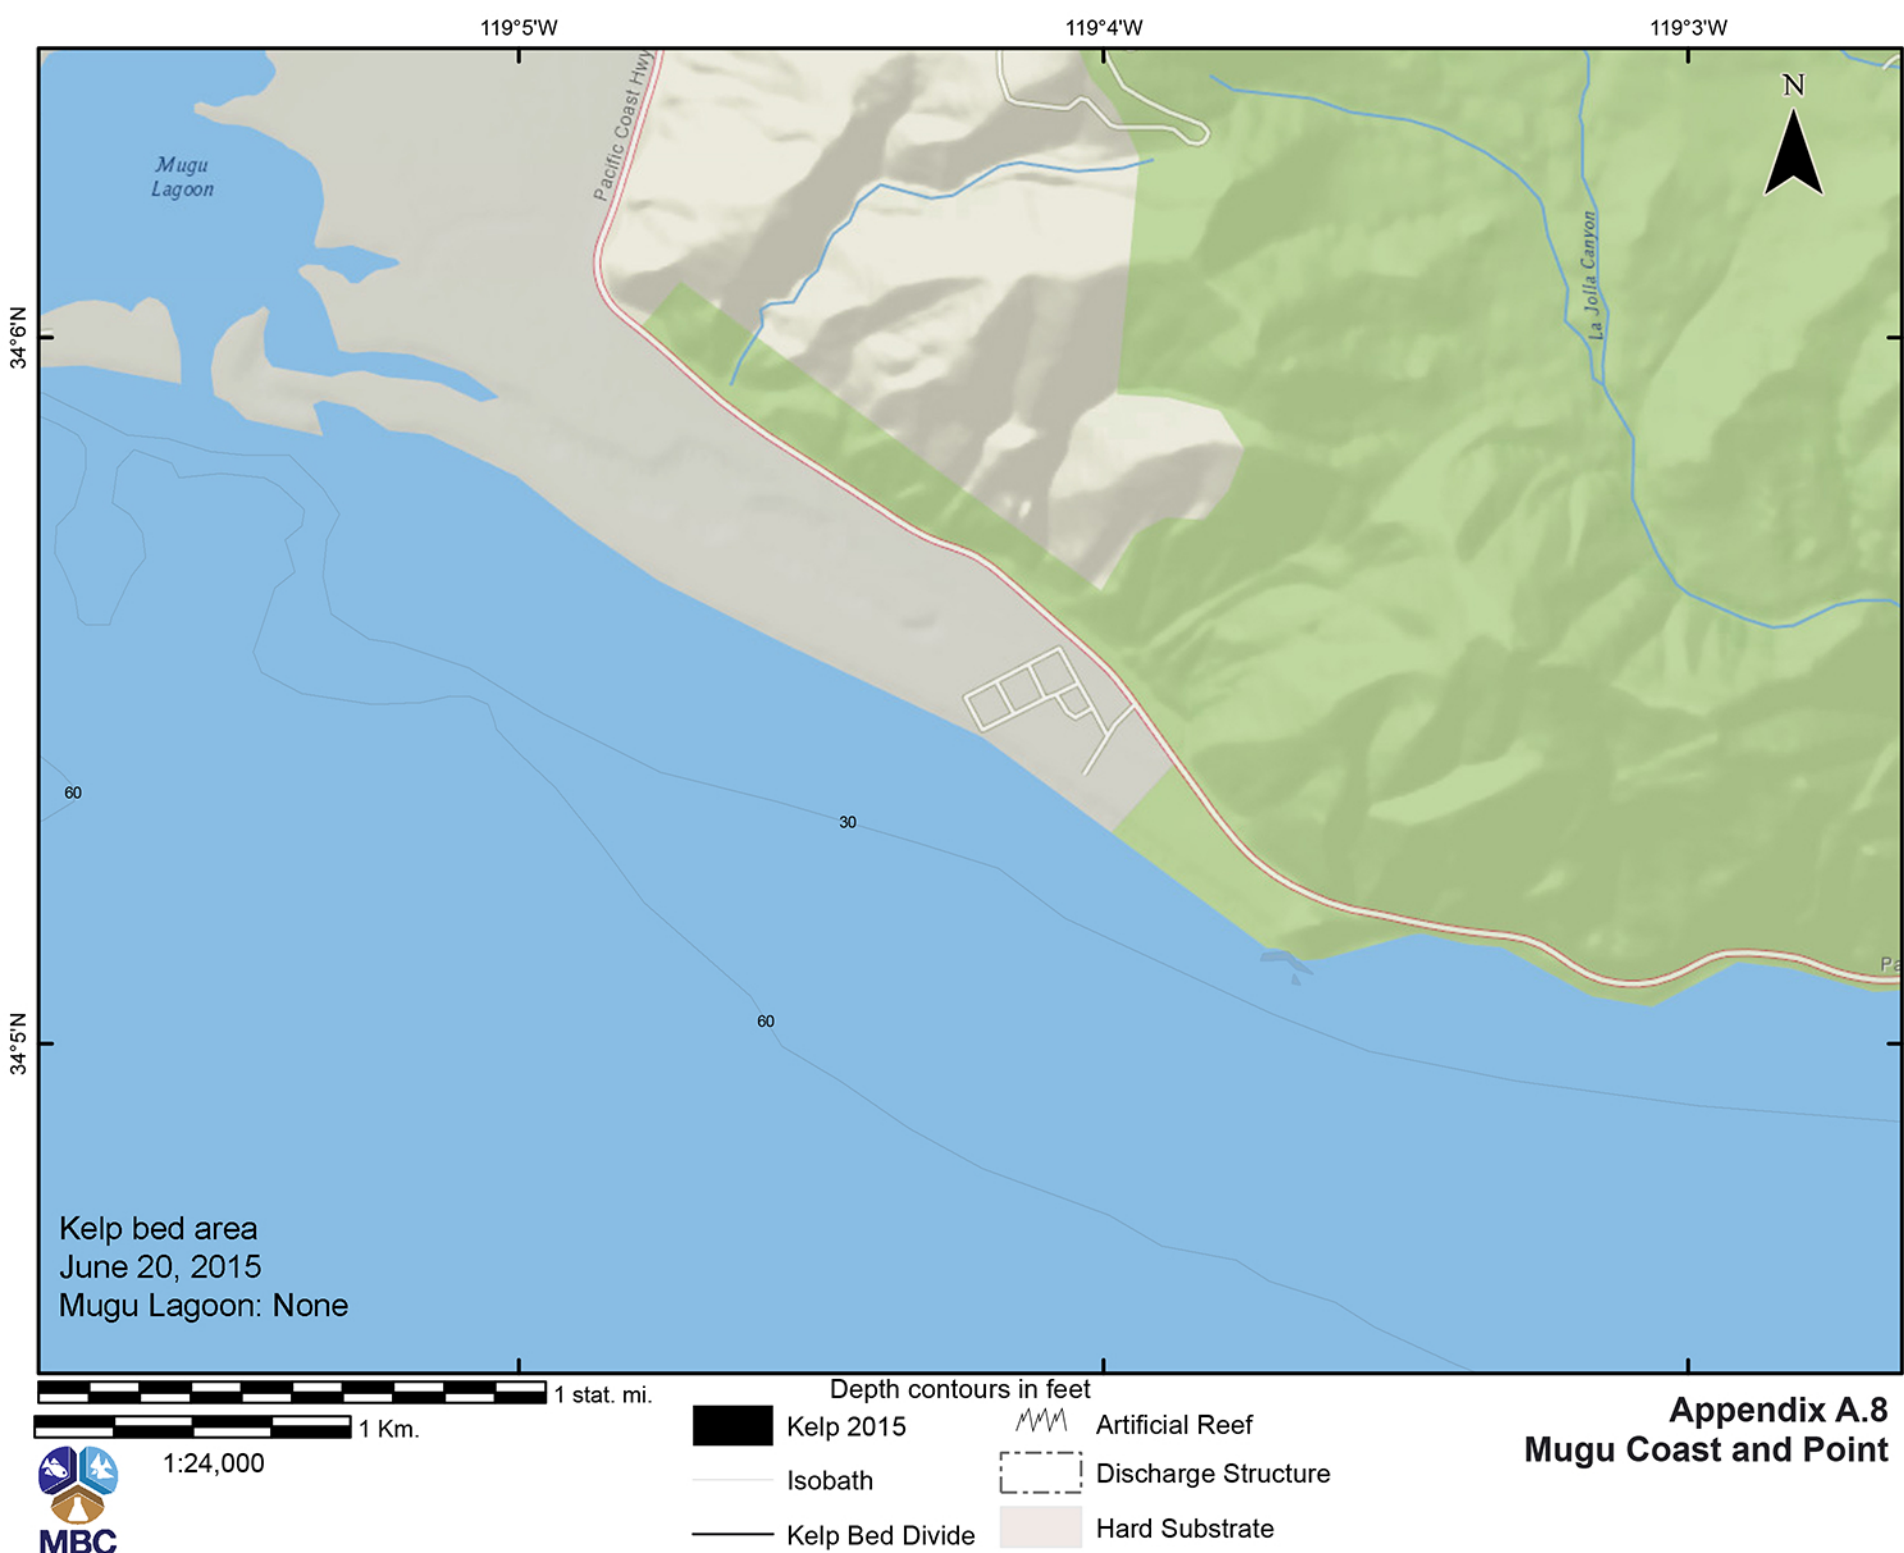 119°5'W
119°4'W
119°3'W
N
Pacific Coast Hwy
Mugu
Lagoon
La Jolla Canyon
34°6'N
60
30
Pa
60
34°5'N
Kelp bed area
June 20, 2015
Mugu Lagoon: None
1 stat. mi.
1 Km.
1:24,000
MBC
Depth contours in feet
Kelp 2015
Isobath
Kelp Bed Divide
Artificial Reef
Discharge Structure
Hard Substrate
Appendix A.8
Mugu Coast and Point